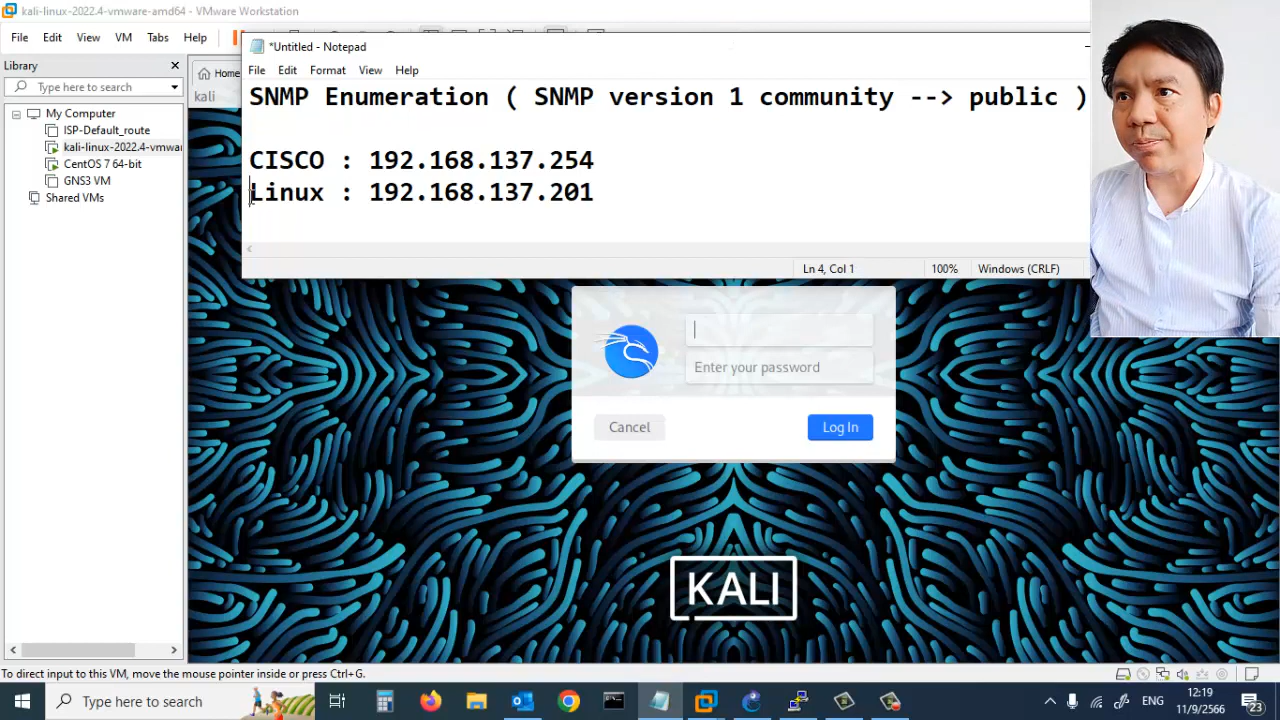 kali-linux-2022.4-vmware-amd64 - VMware Workstation
File Edit View VM Tabs Help
Library
Type here to search
My Computer
ISP-Default_route
kali-linux-2022.4-vmwar
CentOS 7 64-bit
GNS3 VM
Shared VMs
Home
kali
*Untitled - Notepad
File Edit Format View Help
SNMP Enumeration ( SNMP version 1 community --> public )
CISCO : 192.168.137.254
Linux : 192.168.137.201
Ln 4, Col 1 100% Windows (CRLF)
Enter your password
Cancel Log In
KALI
To direct input to this VM, move the mouse pointer inside or press Ctrl+G.
Type here to search
ENG
12:19
11/9/2566
23